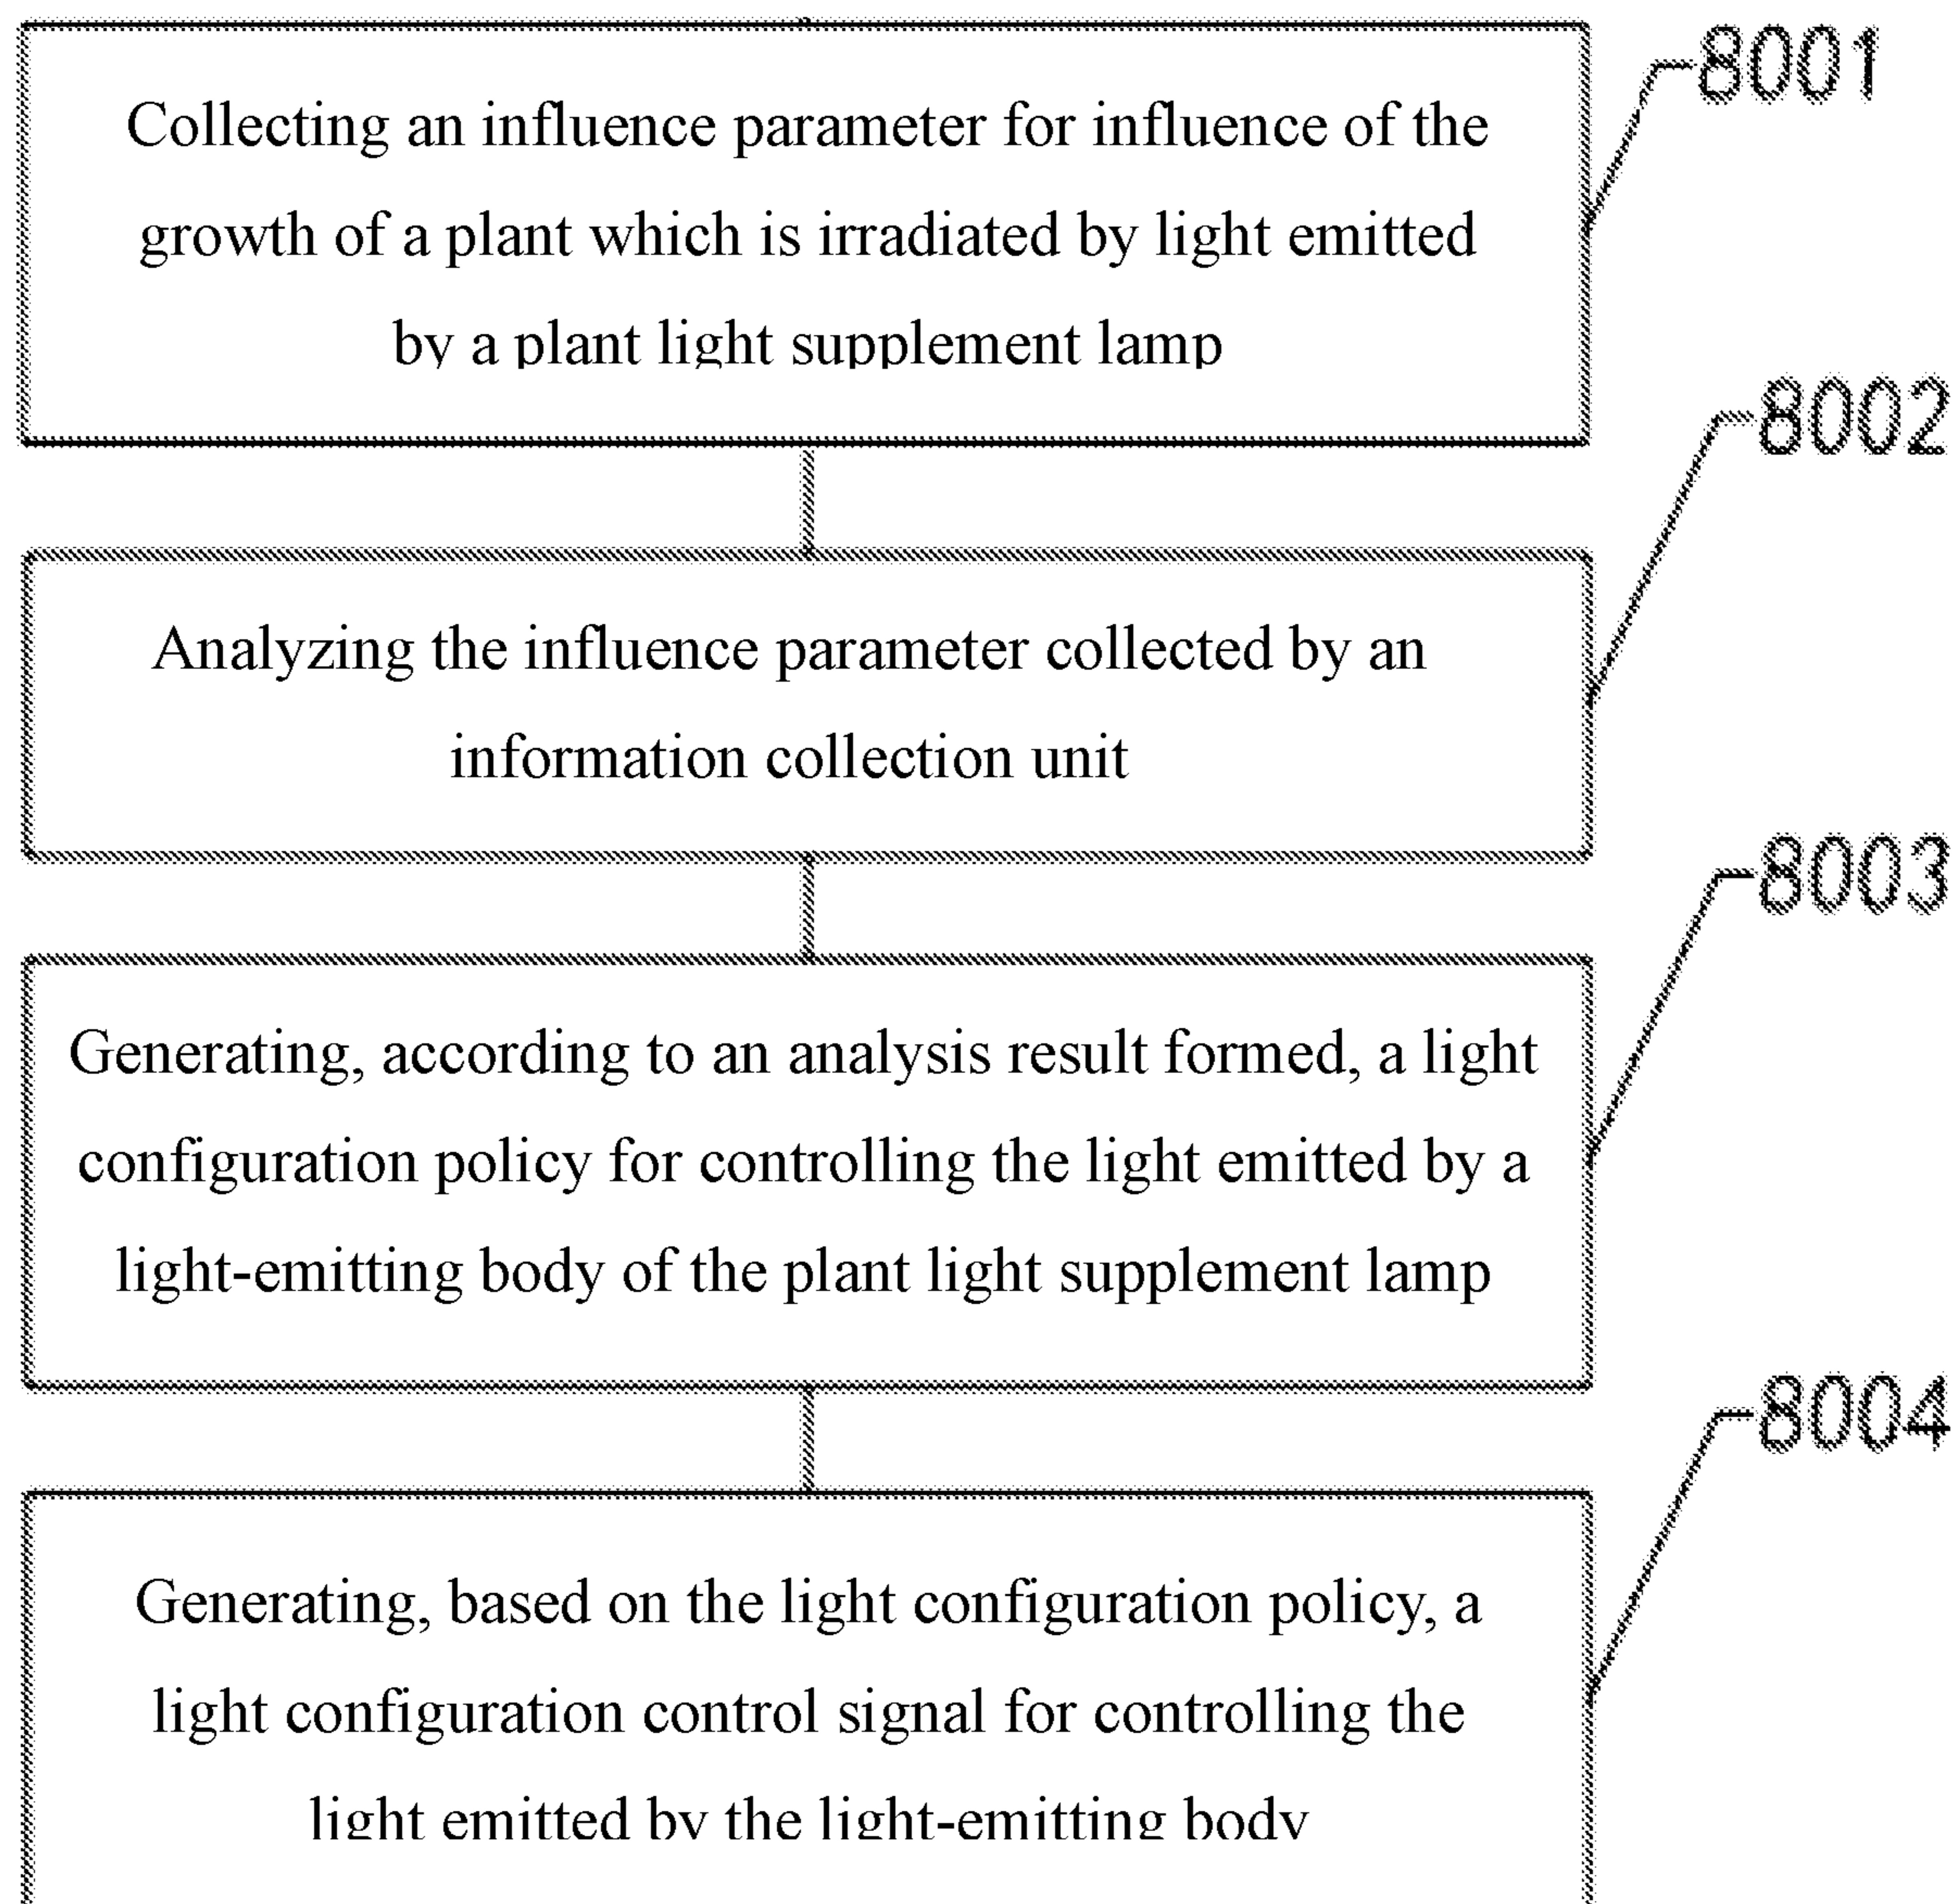 Collecting an influence parameter for influence of the
growth of a plant which is irradiated by light emitted
by a plant light supplement lamp
8001
Analyzing the influence parameter collected by an
information collection unit
8002
Generating, according to an analysis result formed, a light
configuration policy for controlling the light emitted by a
light-emitting body of the plant light supplement lamp
8003
Generating, based on the light configuration policy, a
light configuration control signal for controlling the
light emitted by the light-emitting body
8004